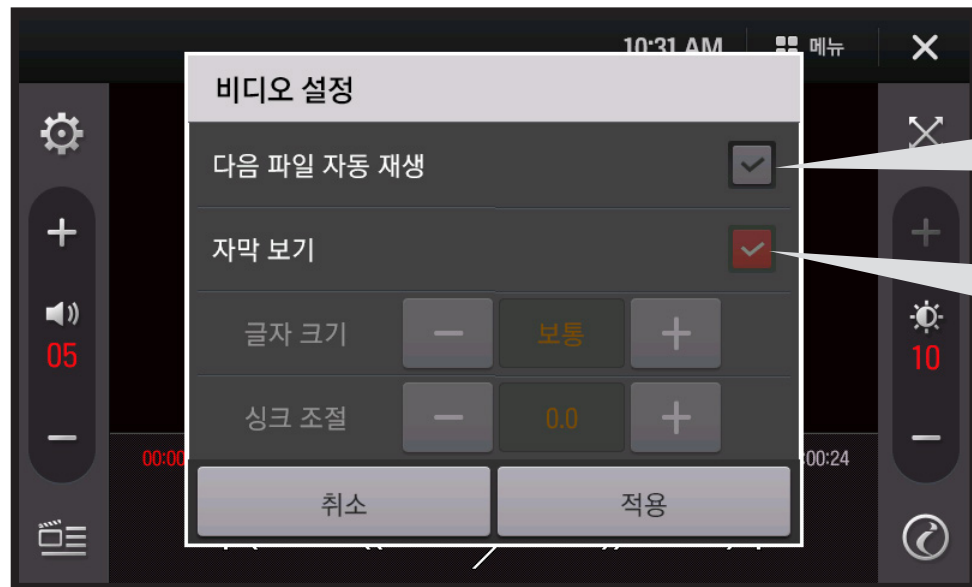 10:31 AM 메뉴
비디오 설정
다음 파일 자동 재생
자막 보기
글자 크기 보통
05
10
싱크 조절 0.0
00:00
:00:24
취소 적용